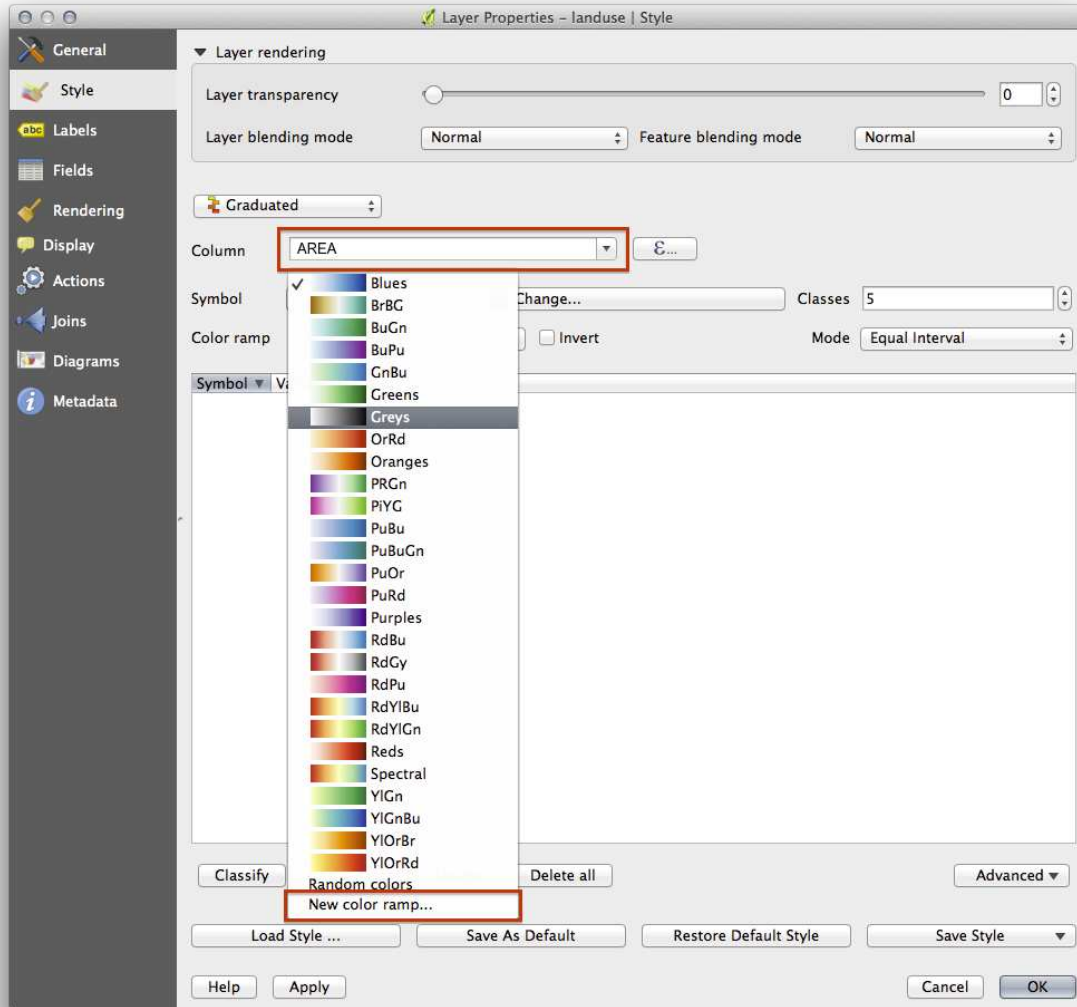 Layer Properties – landuse | Style
General
Style
abc Labels
Fields
Rendering
Display
Actions
Joins
Diagrams
Metadata
Layer rendering
Layer transparency 0
Layer blending mode Normal Feature blending mode Normal
Graduated
Column AREA ε...
Symbol Change... Classes 5
Color ramp Invert Mode Equal Interval
Symbol
Blues
BrBG
BuGn
BuPu
GnBu
Greens
Greys
OrRd
Oranges
PRGn
PiYG
PuBu
PuBuGn
PuOr
PuRd
Purples
RdBu
RdGy
RdPu
RdYlBu
RdYlGn
Reds
Spectral
YlGn
YlGnBu
YlOrBr
YlOrRd
Random colors
New color ramp...
Classify Delete all Advanced
Load Style ... Save As Default Restore Default Style Save Style
Help Apply Cancel OK